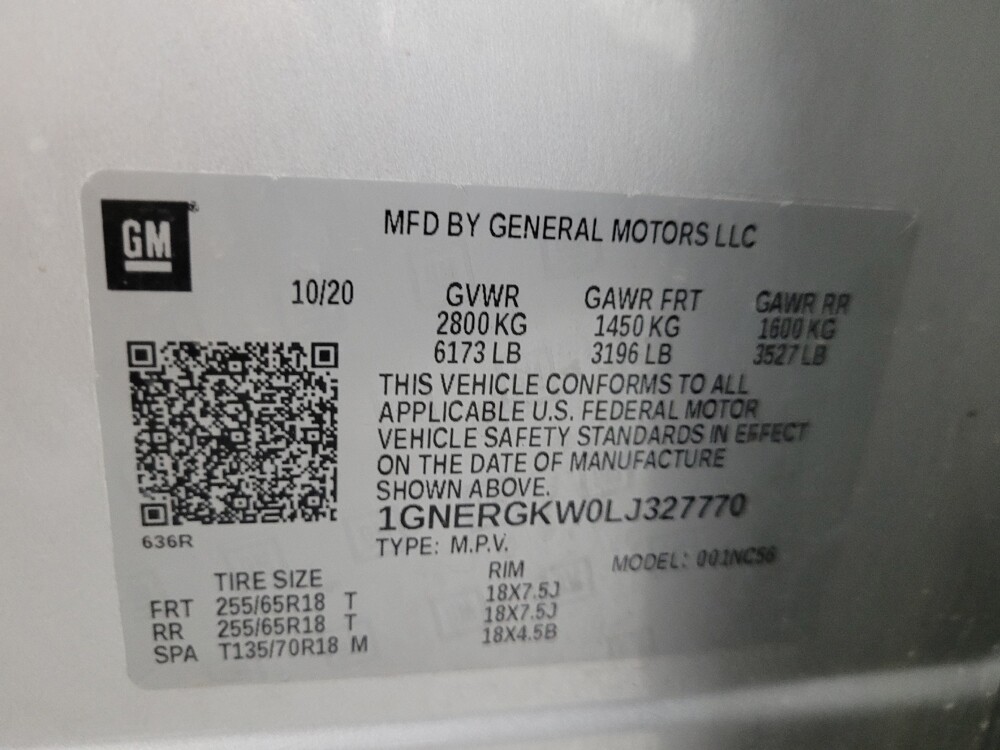 GM
MFD BY GENERAL MOTORS LLC
10/20 GVWR GAWR FRT GAWR RR
2800 KG 1450 KG 1600 KG
6173 LB 3196 LB 3527 LB
THIS VEHICLE CONFORMS TO ALL
APPLICABLE U.S. FEDERAL MOTOR
VEHICLE SAFETY STANDARDS IN EFFECT
ON THE DATE OF MANUFACTURE
SHOWN ABOVE.
1GNERGKW0LJ327770
636R
TYPE: M.P.V. MODEL: 001NC56
TIRE SIZE RIM
FRT 255/65R18 T 18X7.5J
RR 255/65R18 T 18X7.5J
SPA T135/70R18 M 18X4.5B